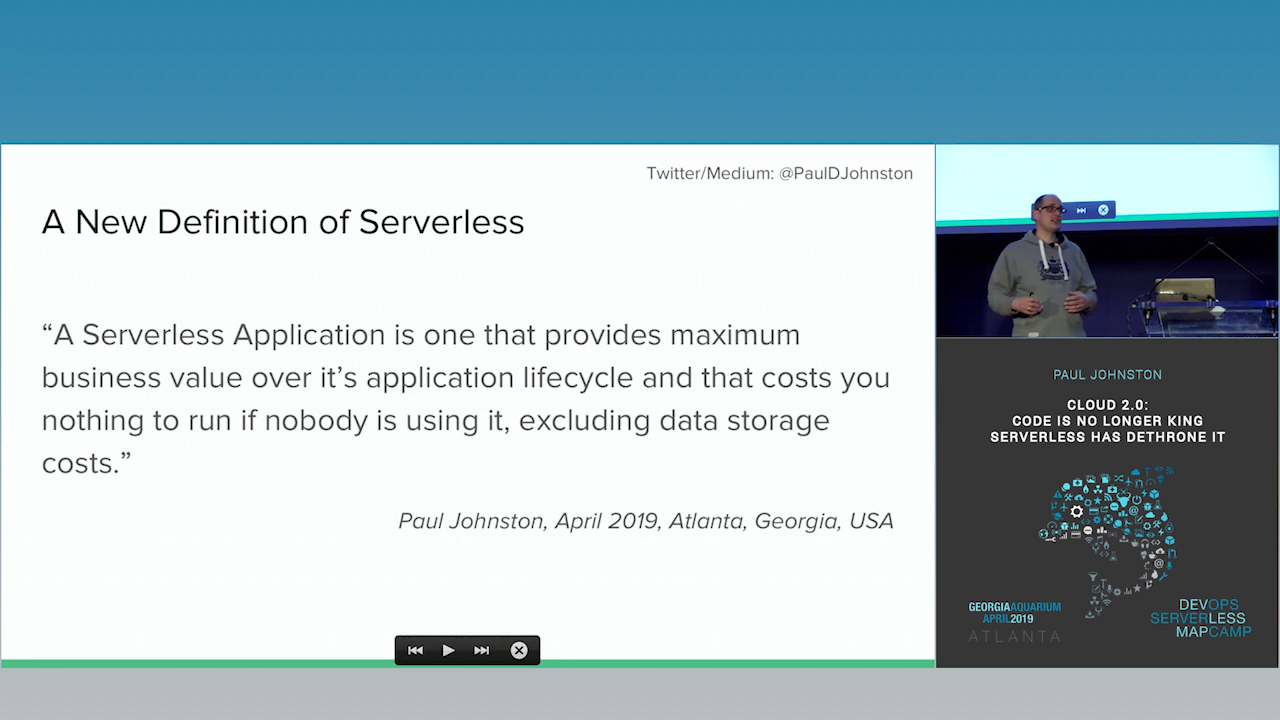 Twitter/Medium: @PaulDJohnston
A New Definition of Serverless
“A Serverless Application is one that provides maximum
business value over it’s application lifecycle and that costs you
nothing to run if nobody is using it, excluding data storage
costs.”
Paul Johnston, April 2019, Atlanta, Georgia, USA
PAUL JOHNSTON
CLOUD 2.0:
CODE IS NO LONGER KING
SERVERLESS HAS DETHRONE IT
GEORGIAAQUARIUM
APRIL2019
ATLANTA
DEVOPS
SERVERLESS
MAPCAMP